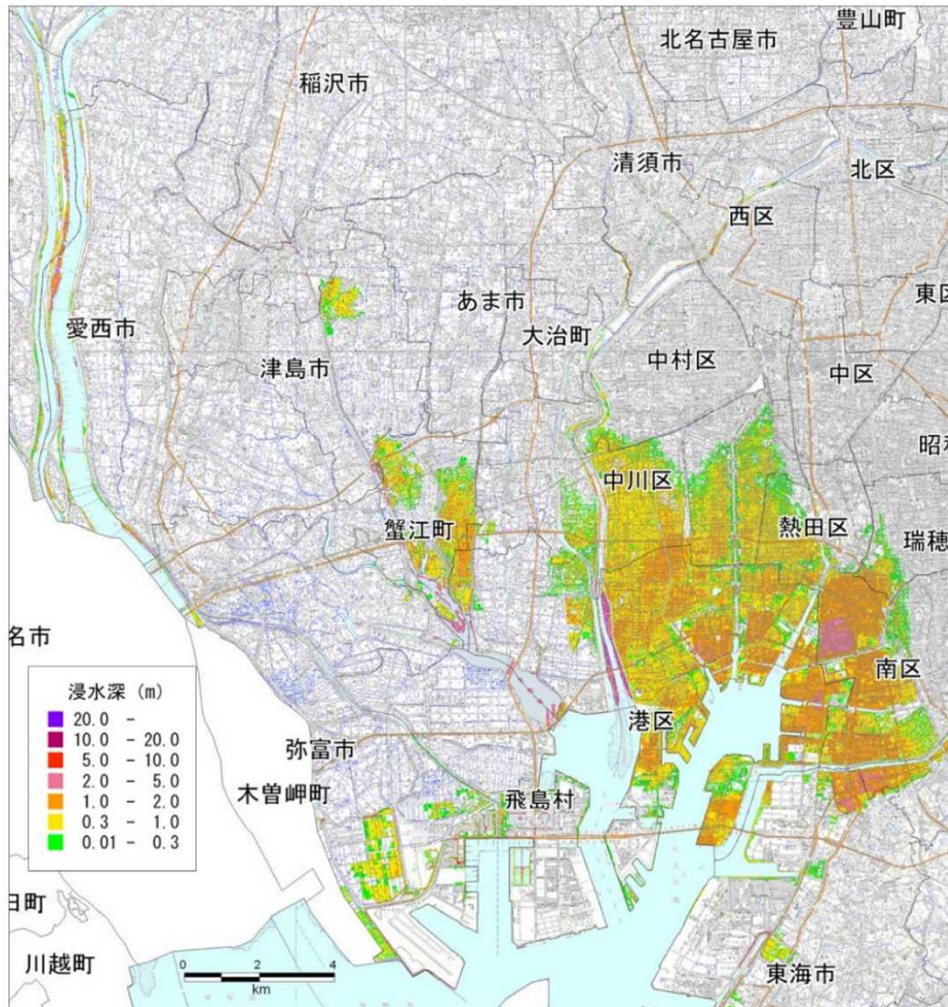 豊山町
北名古屋市
稲沢市
清須市
北区
西区
あま市
東区
愛西市
大治町
津島市
中村区
中区
昭和
中川区
蟹江町
熱田区
瑞穂
名市
南区
浸水深 (m)
20.0 -
10.0 - 20.0
5.0 - 10.0
2.0 - 5.0
1.0 - 2.0
0.3 - 1.0
0.01 - 0.3
港区
弥富市
木曽岬町
飛島村
日町
川越町
0 2 4
km
東海市